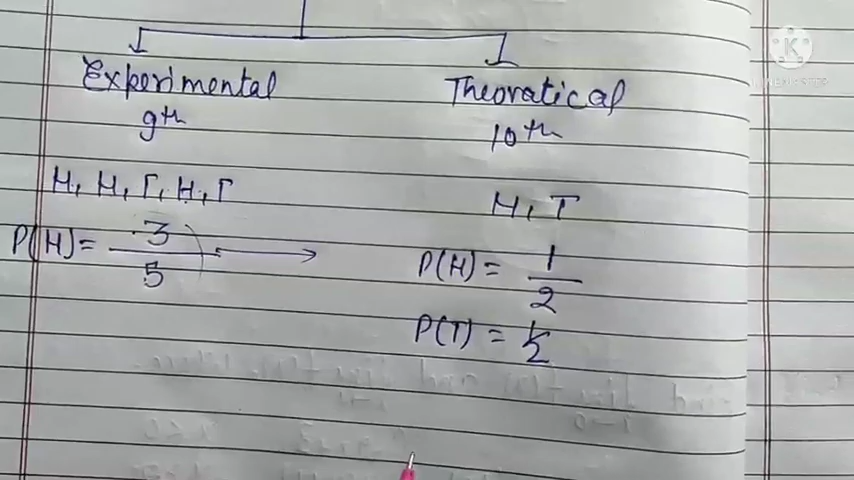 Experimental
9th
H, H, T, H, T
P(H) = 3/5
Theoratical
10th
H, T
P(H) = 1/2
P(T) = 1/2
K